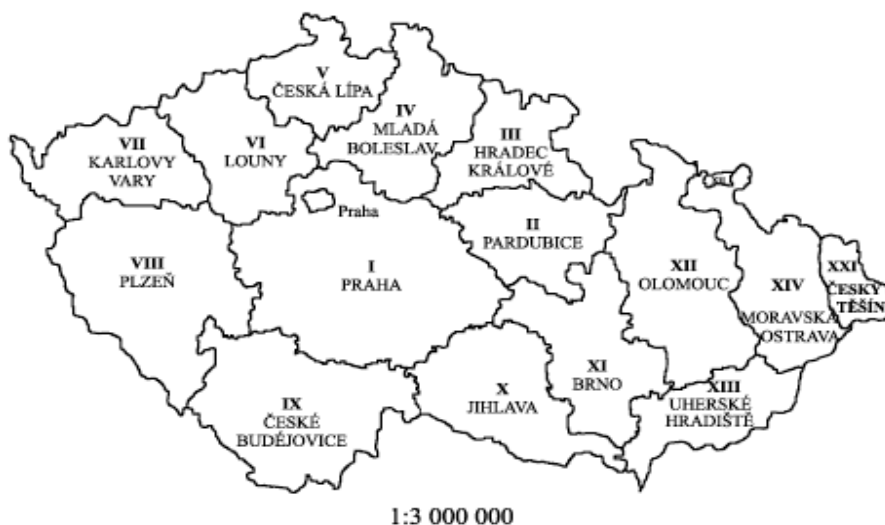 V
ČESKÁ LÍPA
IV
MLADÁ
BOLESLAV
III
HRADEC
KRÁLOVÉ
VII
KARLOVY
VARY
VI
LOUNY
Praha
II
PARDUBICE
VIII
PLZEŇ
I
PRAHA
XII
OLOMOUC
XIV
MORAVSKÁ
OSTRAVA
XXI
ČESKÝ
TĚŠÍN
IX
ČESKÉ
BUDĚJOVICE
X
JIHLAVA
XI
BRNO
XIII
UHERSKÉ
HRADIŠTĚ
1:3 000 000